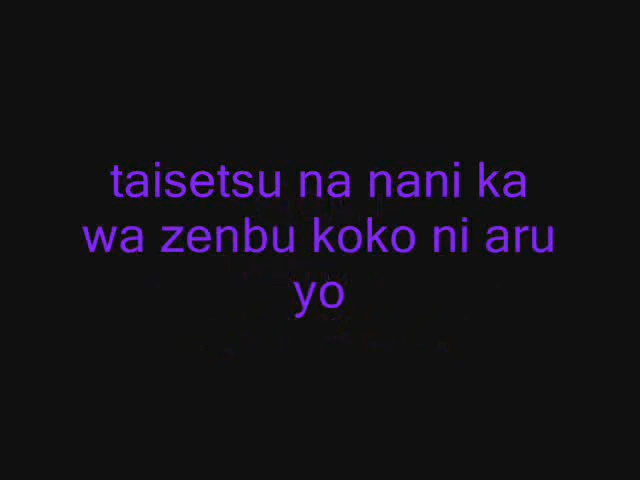 taisetsu na nani ka
wa zenbu koko ni aru
yo